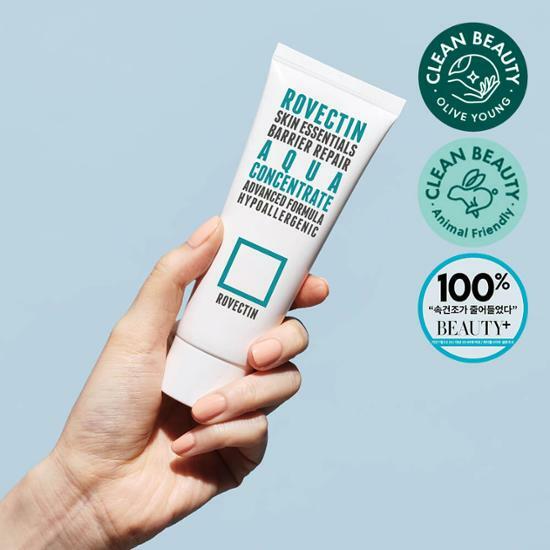 ROVECTIN
SKIN ESSENTIALS
BARRIER REPAIR
AQUA
CONCENTRATE
ADVANCED FORMULA
HYPOALLERGENIC
ROVECTIN
CLEAN BEAUTY
· OLIVE YOUNG ·
CLEAN BEAUTY
· Animal Friendly ·
100%
"속건조가 줄어들었다"
BEAUTY+